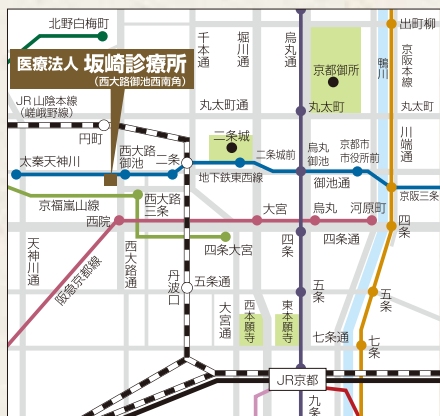 北野白梅町
千本通
堀川通
烏丸通
出町柳
医療法人 坂崎診療所
(西大路御池西南角)
京都御所
鴨川
京阪本線
JR山陰本線
(嵯峨野線)
丸太町通
丸太町
丸太町
円町
二条城
川端通
太秦天神川
西大路
御池
二条
二条城前
烏丸
御池
京都市
市役所前
地下鉄東西線
御池通
京阪三条
京福嵐山線
西大路
三条
西院
大宮
烏丸
河原町
四条大宮
四条
四条通
四条
天神川通
阪急京都線
西大路通
丹波口
五条通
五条
五条
大宮通
西本願寺
東本願寺
七条通
七条
JR京都
九条